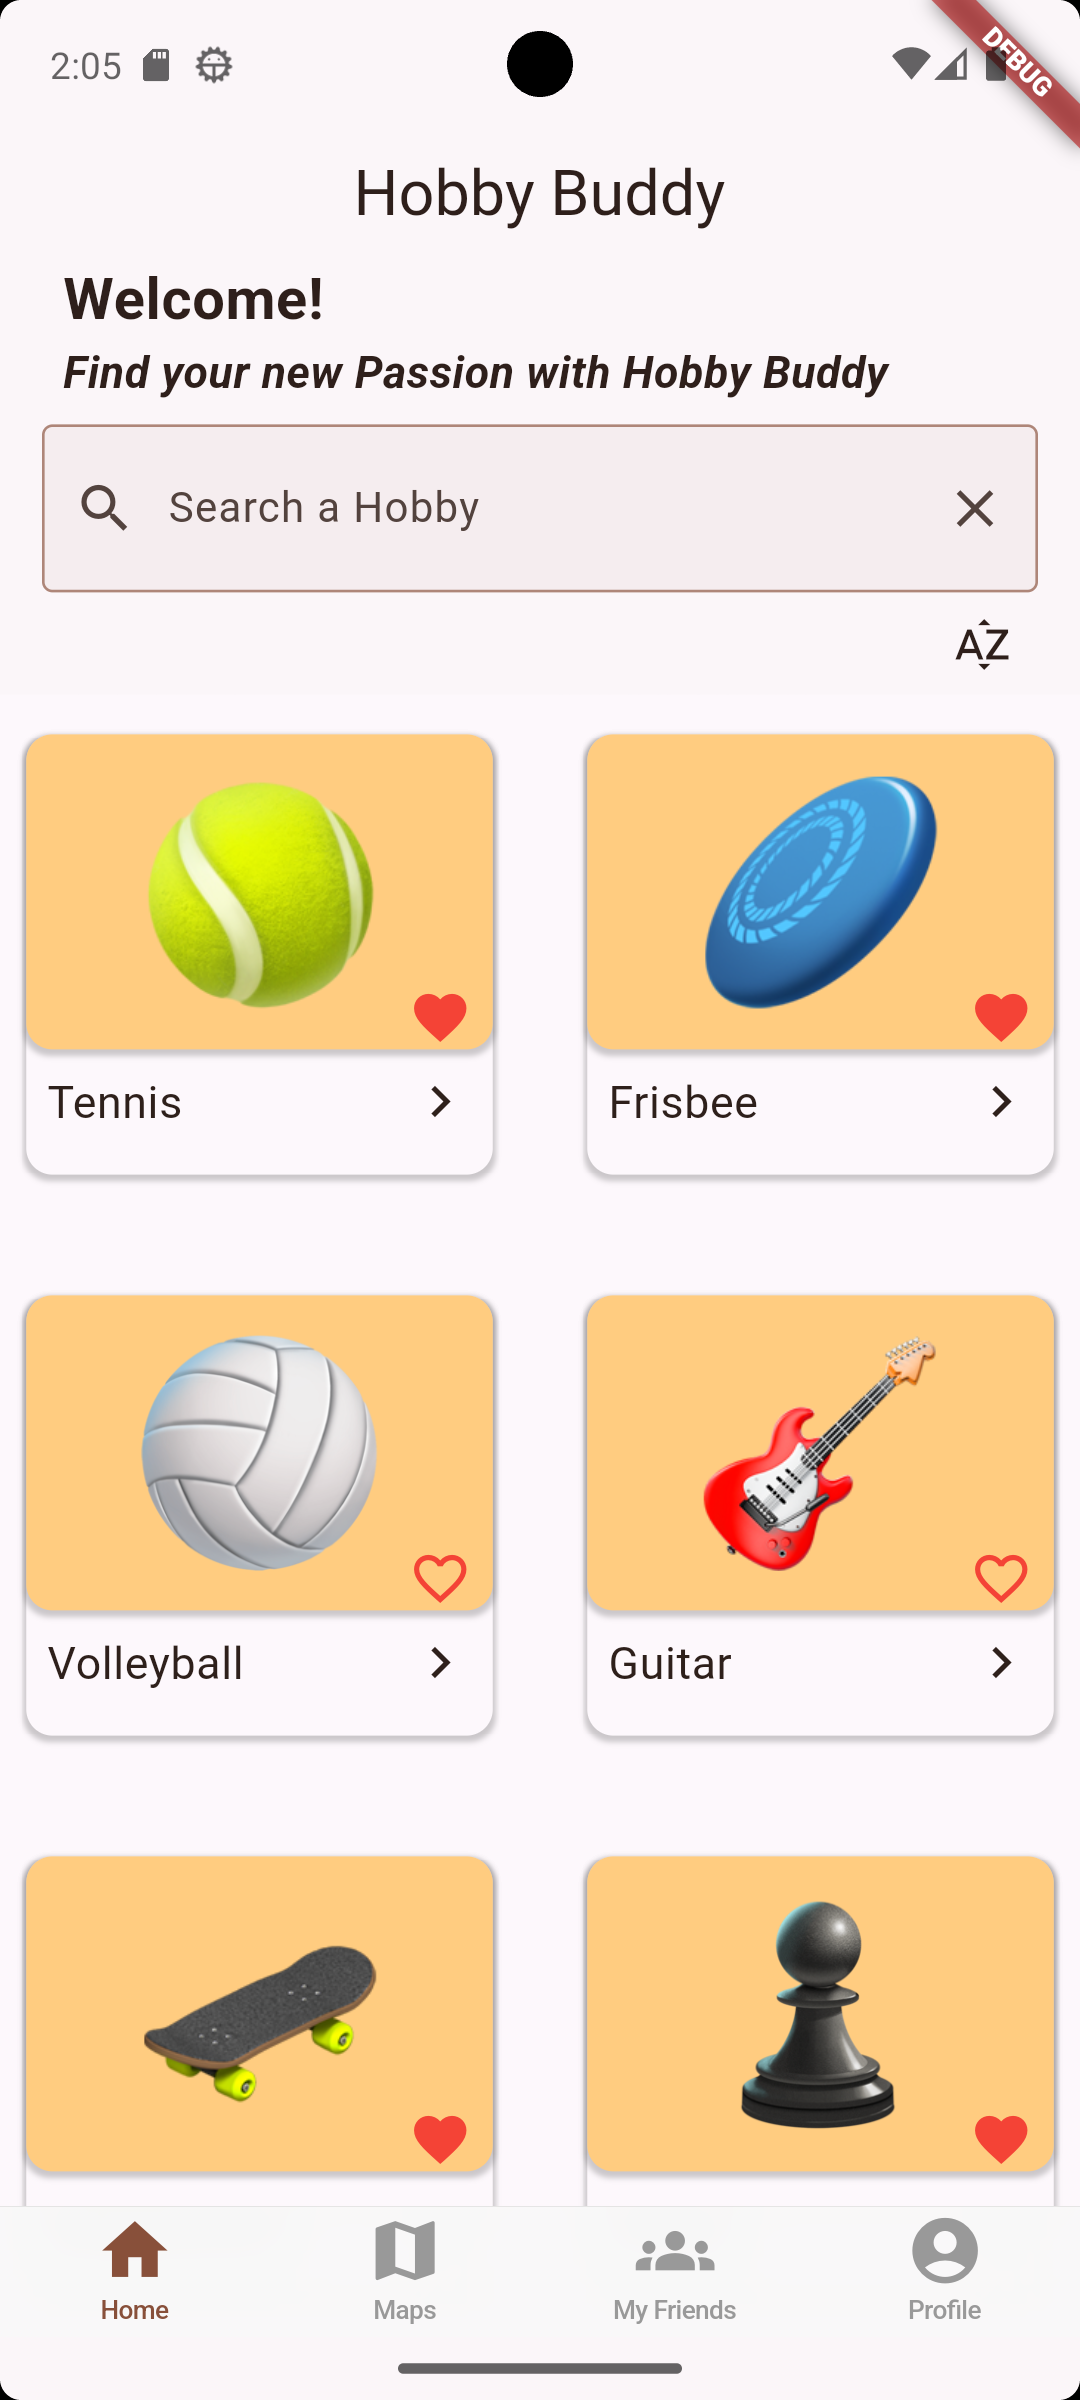 2:05
DEBUG
Hobby Buddy
Welcome!
Find your new Passion with Hobby Buddy
Search a Hobby
AZ
Tennis
Frisbee
Volleyball
Guitar
Home
Maps
My Friends
Profile